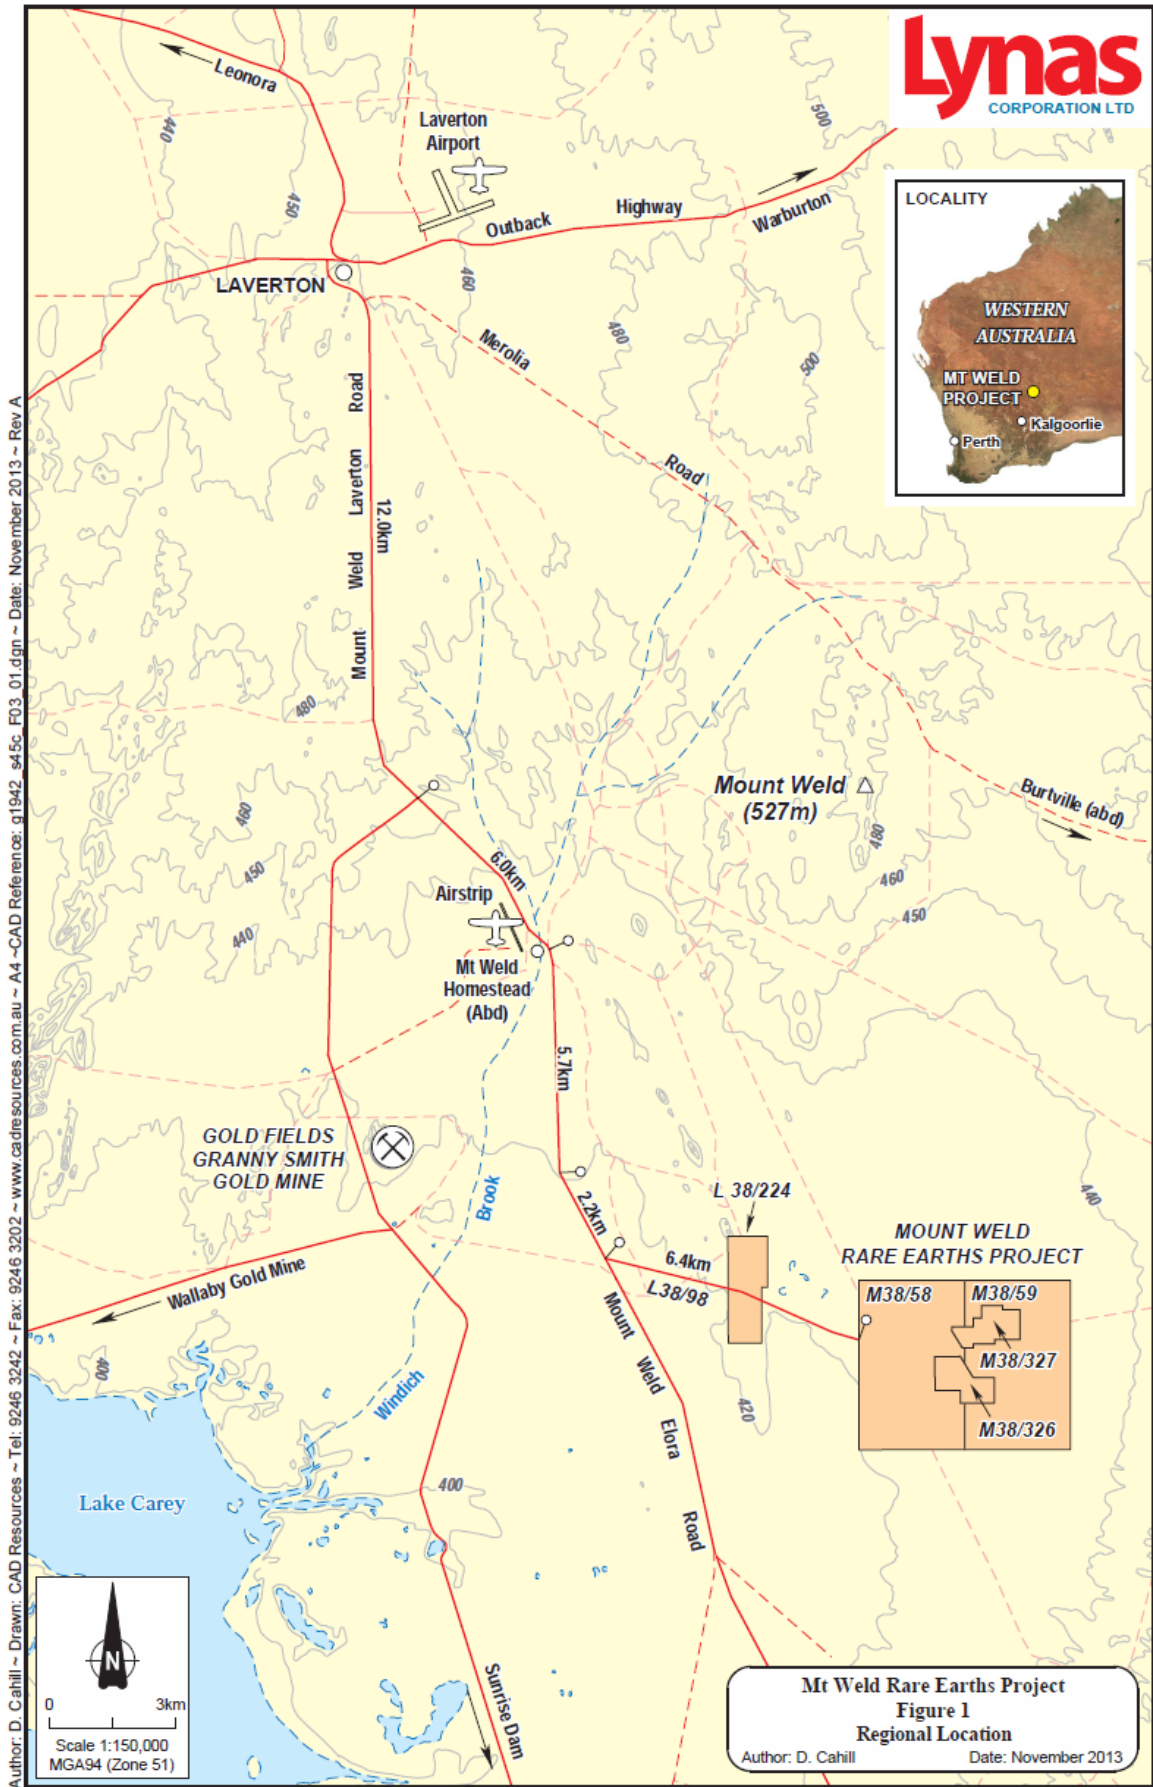 Lynas
CORPORATION LTD
Leonora
Laverton
Airport
440
450
500
Outback
Highway
Warburton
LAVERTON
460
480
500
Merolia
Road
LOCALITY
WESTERN
AUSTRALIA
MT WELD
PROJECT
Kalgoorlie
Perth
Mount Weld Laverton Road
12.0km
480
460
450
440
Mount Weld
(527m)
480
460
450
Burtville (abd)
6.0km
Airstrip
Mt Weld
Homestead
(Abd)
5.7km
GOLD FIELDS
GRANNY SMITH
GOLD MINE
Brook
2.2km
L 38/224
440
6.4km
L38/98
MOUNT WELD
RARE EARTHS PROJECT
M38/58
M38/59
M38/327
M38/326
Wallaby Gold Mine
400
Windich
Mount Weld Elora Road
420
400
Lake Carey
Sunrise Dam
N
0
3km
Scale 1:150,000
MGA94 (Zone 51)
Mt Weld Rare Earths Project
Figure 1
Regional Location
Author: D. Cahill
Date: November 2013
Author: D. Cahill ~ Drawn: CAD Resources ~ Tel: 9246 3242 ~ Fax: 9246 3202 ~ www.cadresources.com.au ~ A4 ~CAD Reference: g1942_s45c_F03_01.dgn ~ Date: November 2013 ~ Rev A